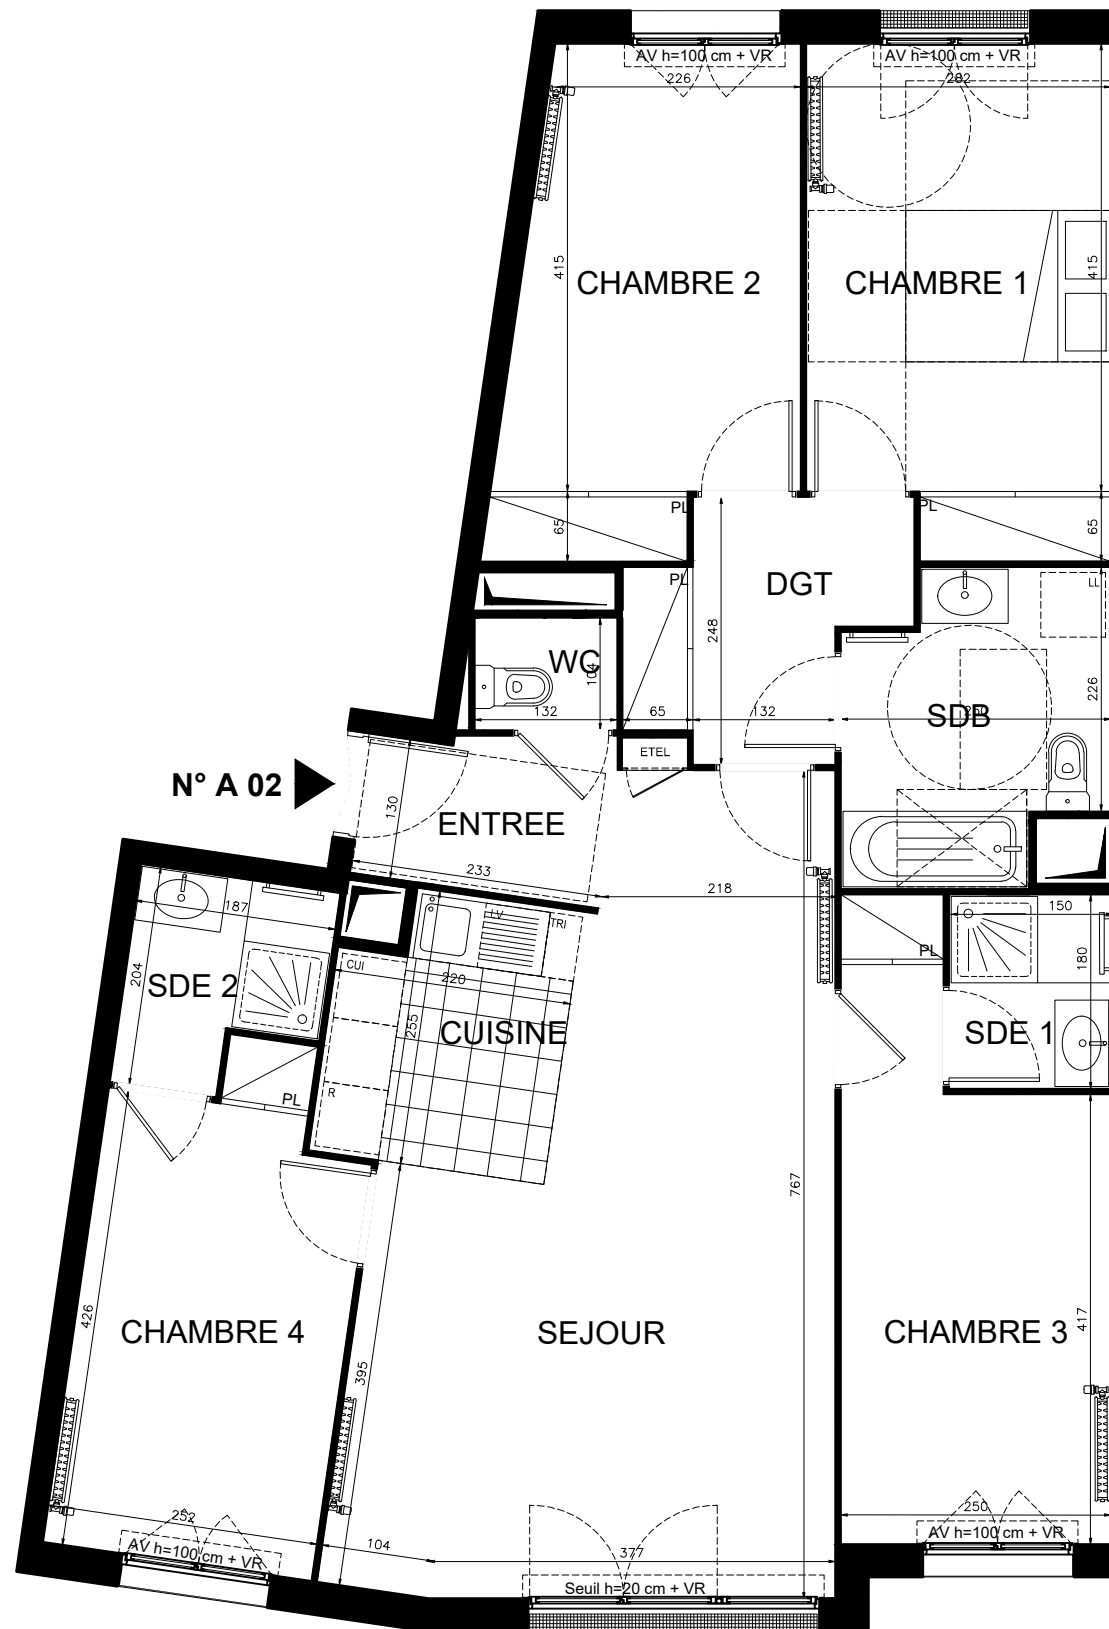 AV h=100 cm + VR
AV h=100 cm + VR
226
282
415
415
CHAMBRE 2
CHAMBRE 1
PL
PL
65
65
PL
DGT
LL
248
WC
104
226
132
65
132
SDB
260
ETEL
N° A 02
130
ENTREE
233
218
187
LV
TRI
150
PL
204
SDE 2
CUI
220
180
255
CUISINE
SDE 1
R
PL
767
426
CHAMBRE 4
SEJOUR
CHAMBRE 3
417
395
252
250
AV h=100 cm + VR
104
377
AV h=100 cm + VR
Seuil h=20 cm + VR